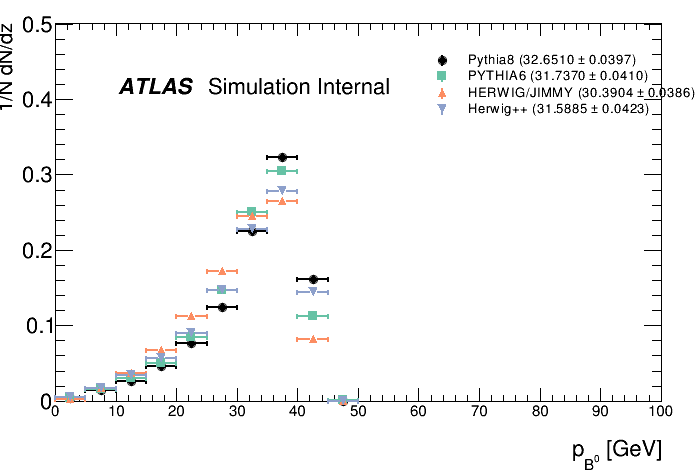 1/N dN/dz
0.5
0.4
0.3
0.2
0.1
0
ATLAS Simulation Internal
Pythia8 (32.6510 ± 0.0397)
PYTHIA6 (31.7370 ± 0.0410)
HERWIG/JIMMY (30.3904 ± 0.0386)
Herwig++ (31.5885 ± 0.0423)
0 10 20 30 40 50 60 70 80 90 100
p_B⁰ [GeV]